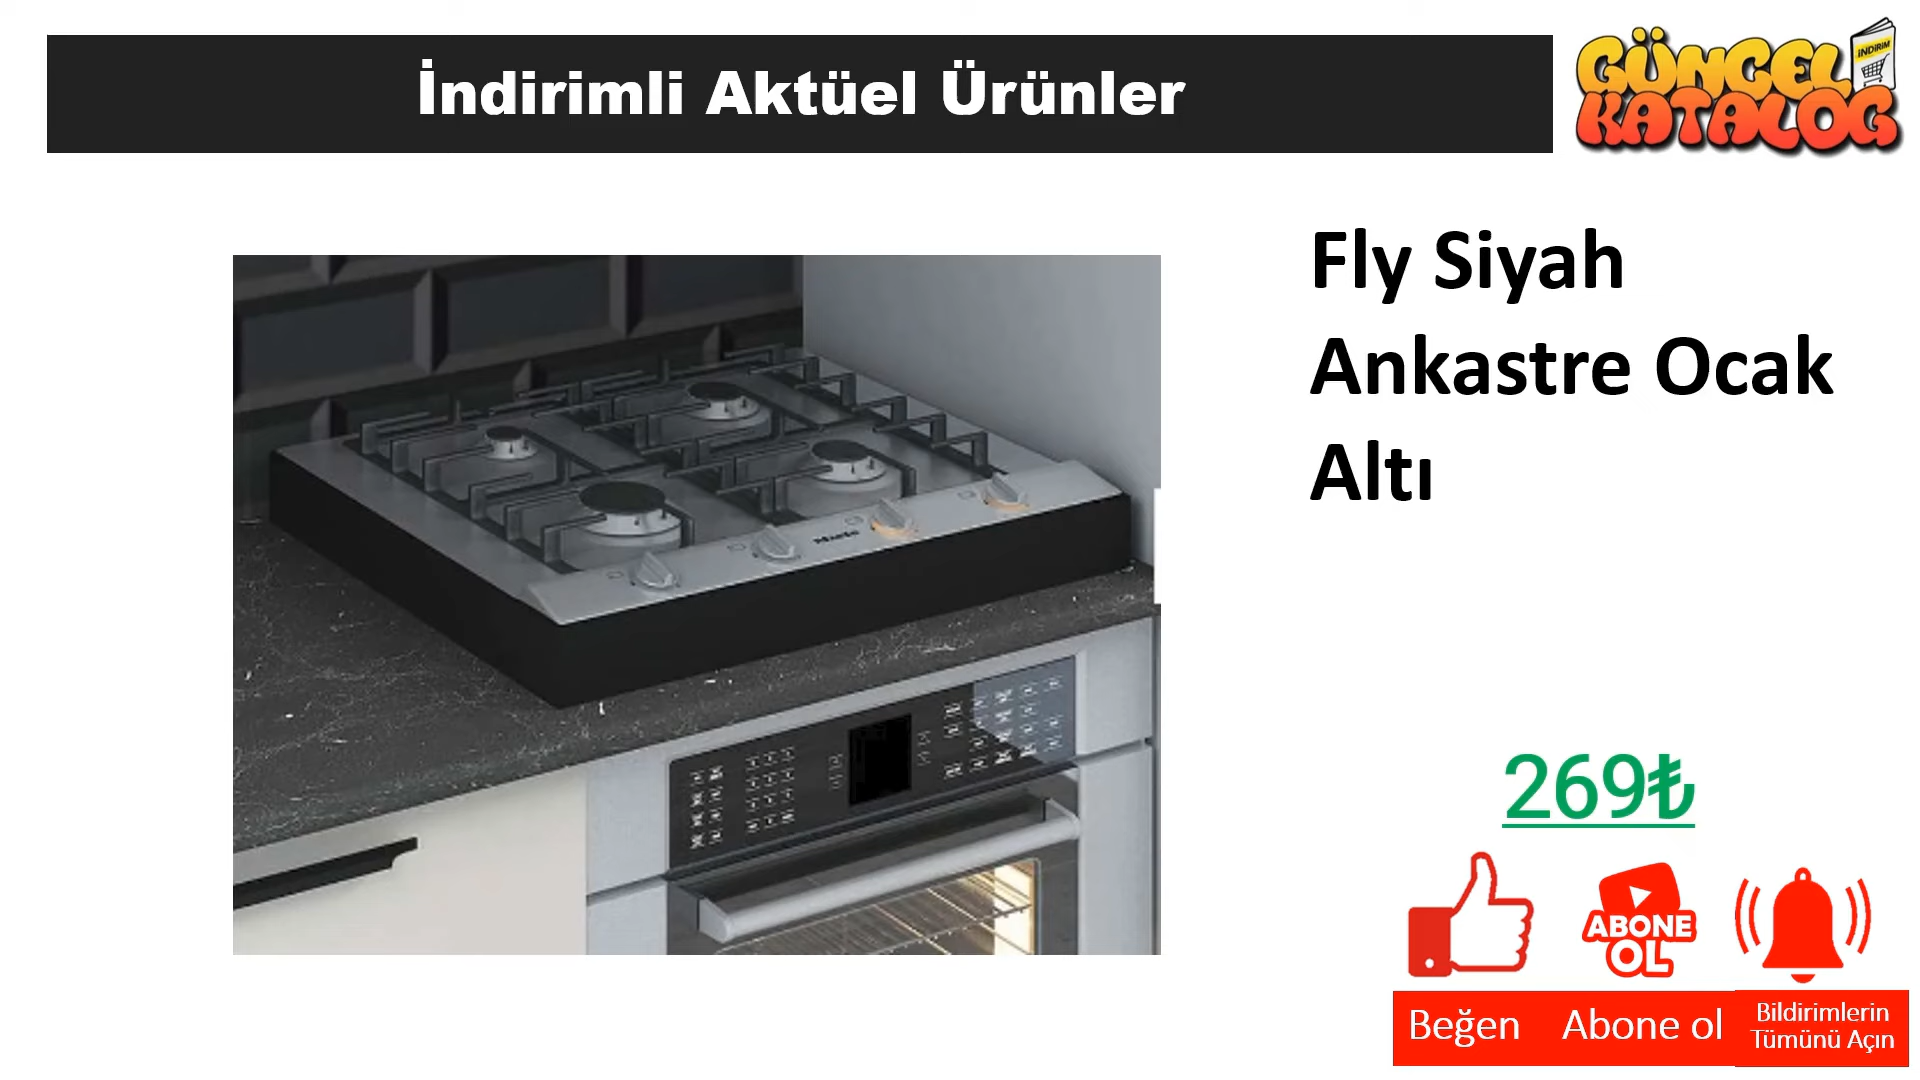 İndirimli Aktüel Ürünler
GÜNCEL
İNDİRİM
KATALOG
Fly Siyah
Ankastre Ocak
Altı
269₺
ABONE
OL
Beğen
Abone ol
Bildirimlerin
Tümünü Açın